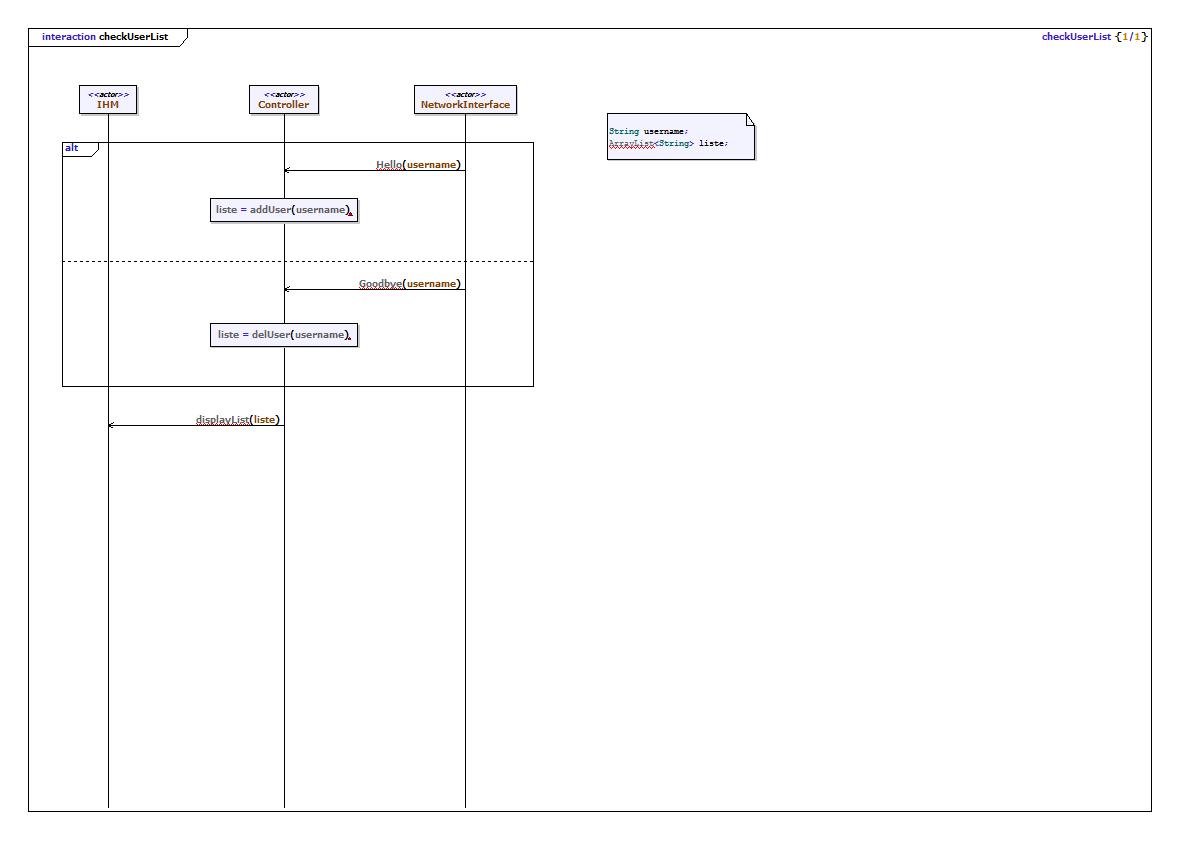 interaction checkUserList
checkUserList {1/1}
<<actor>>
IHM
<<actor>>
Controller
<<actor>>
NetworkInterface
String username;
ArrayList<String> liste;
alt
Hello(username)
liste = addUser(username)
Goodbye(username)
liste = delUser(username)
displayList(liste)